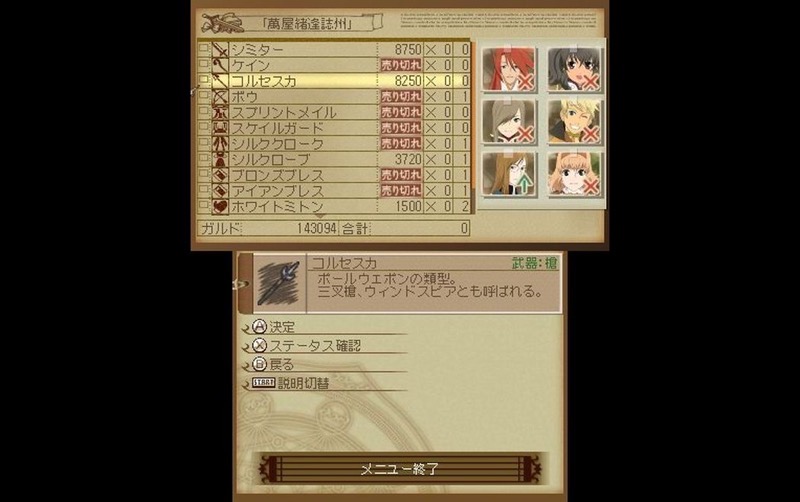 「萬屋緒逢誌州」
シミター 8750× 0 0
ケイン 売り切れ 0 0
コルセスカ 8250× 0 0
ボウ 売り切れ 0 1
スプリントメイル 売り切れ 0 0
スケイルガード 売り切れ 0 0
シルククローク 売り切れ 0 0
シルクローブ 3720× 0 1
ブロンズブレス 売り切れ 0 1
アイアンブレス 売り切れ 0 1
ホワイトミトン 1500× 0 2
ガルド 143094 合計 0
コルセスカ 武器:槍
ポールウエポンの類型。
三叉槍、ウィンドスピアとも呼ばれる。
A決定
Xステータス確認
B戻る
START説明切替
メニュー終了